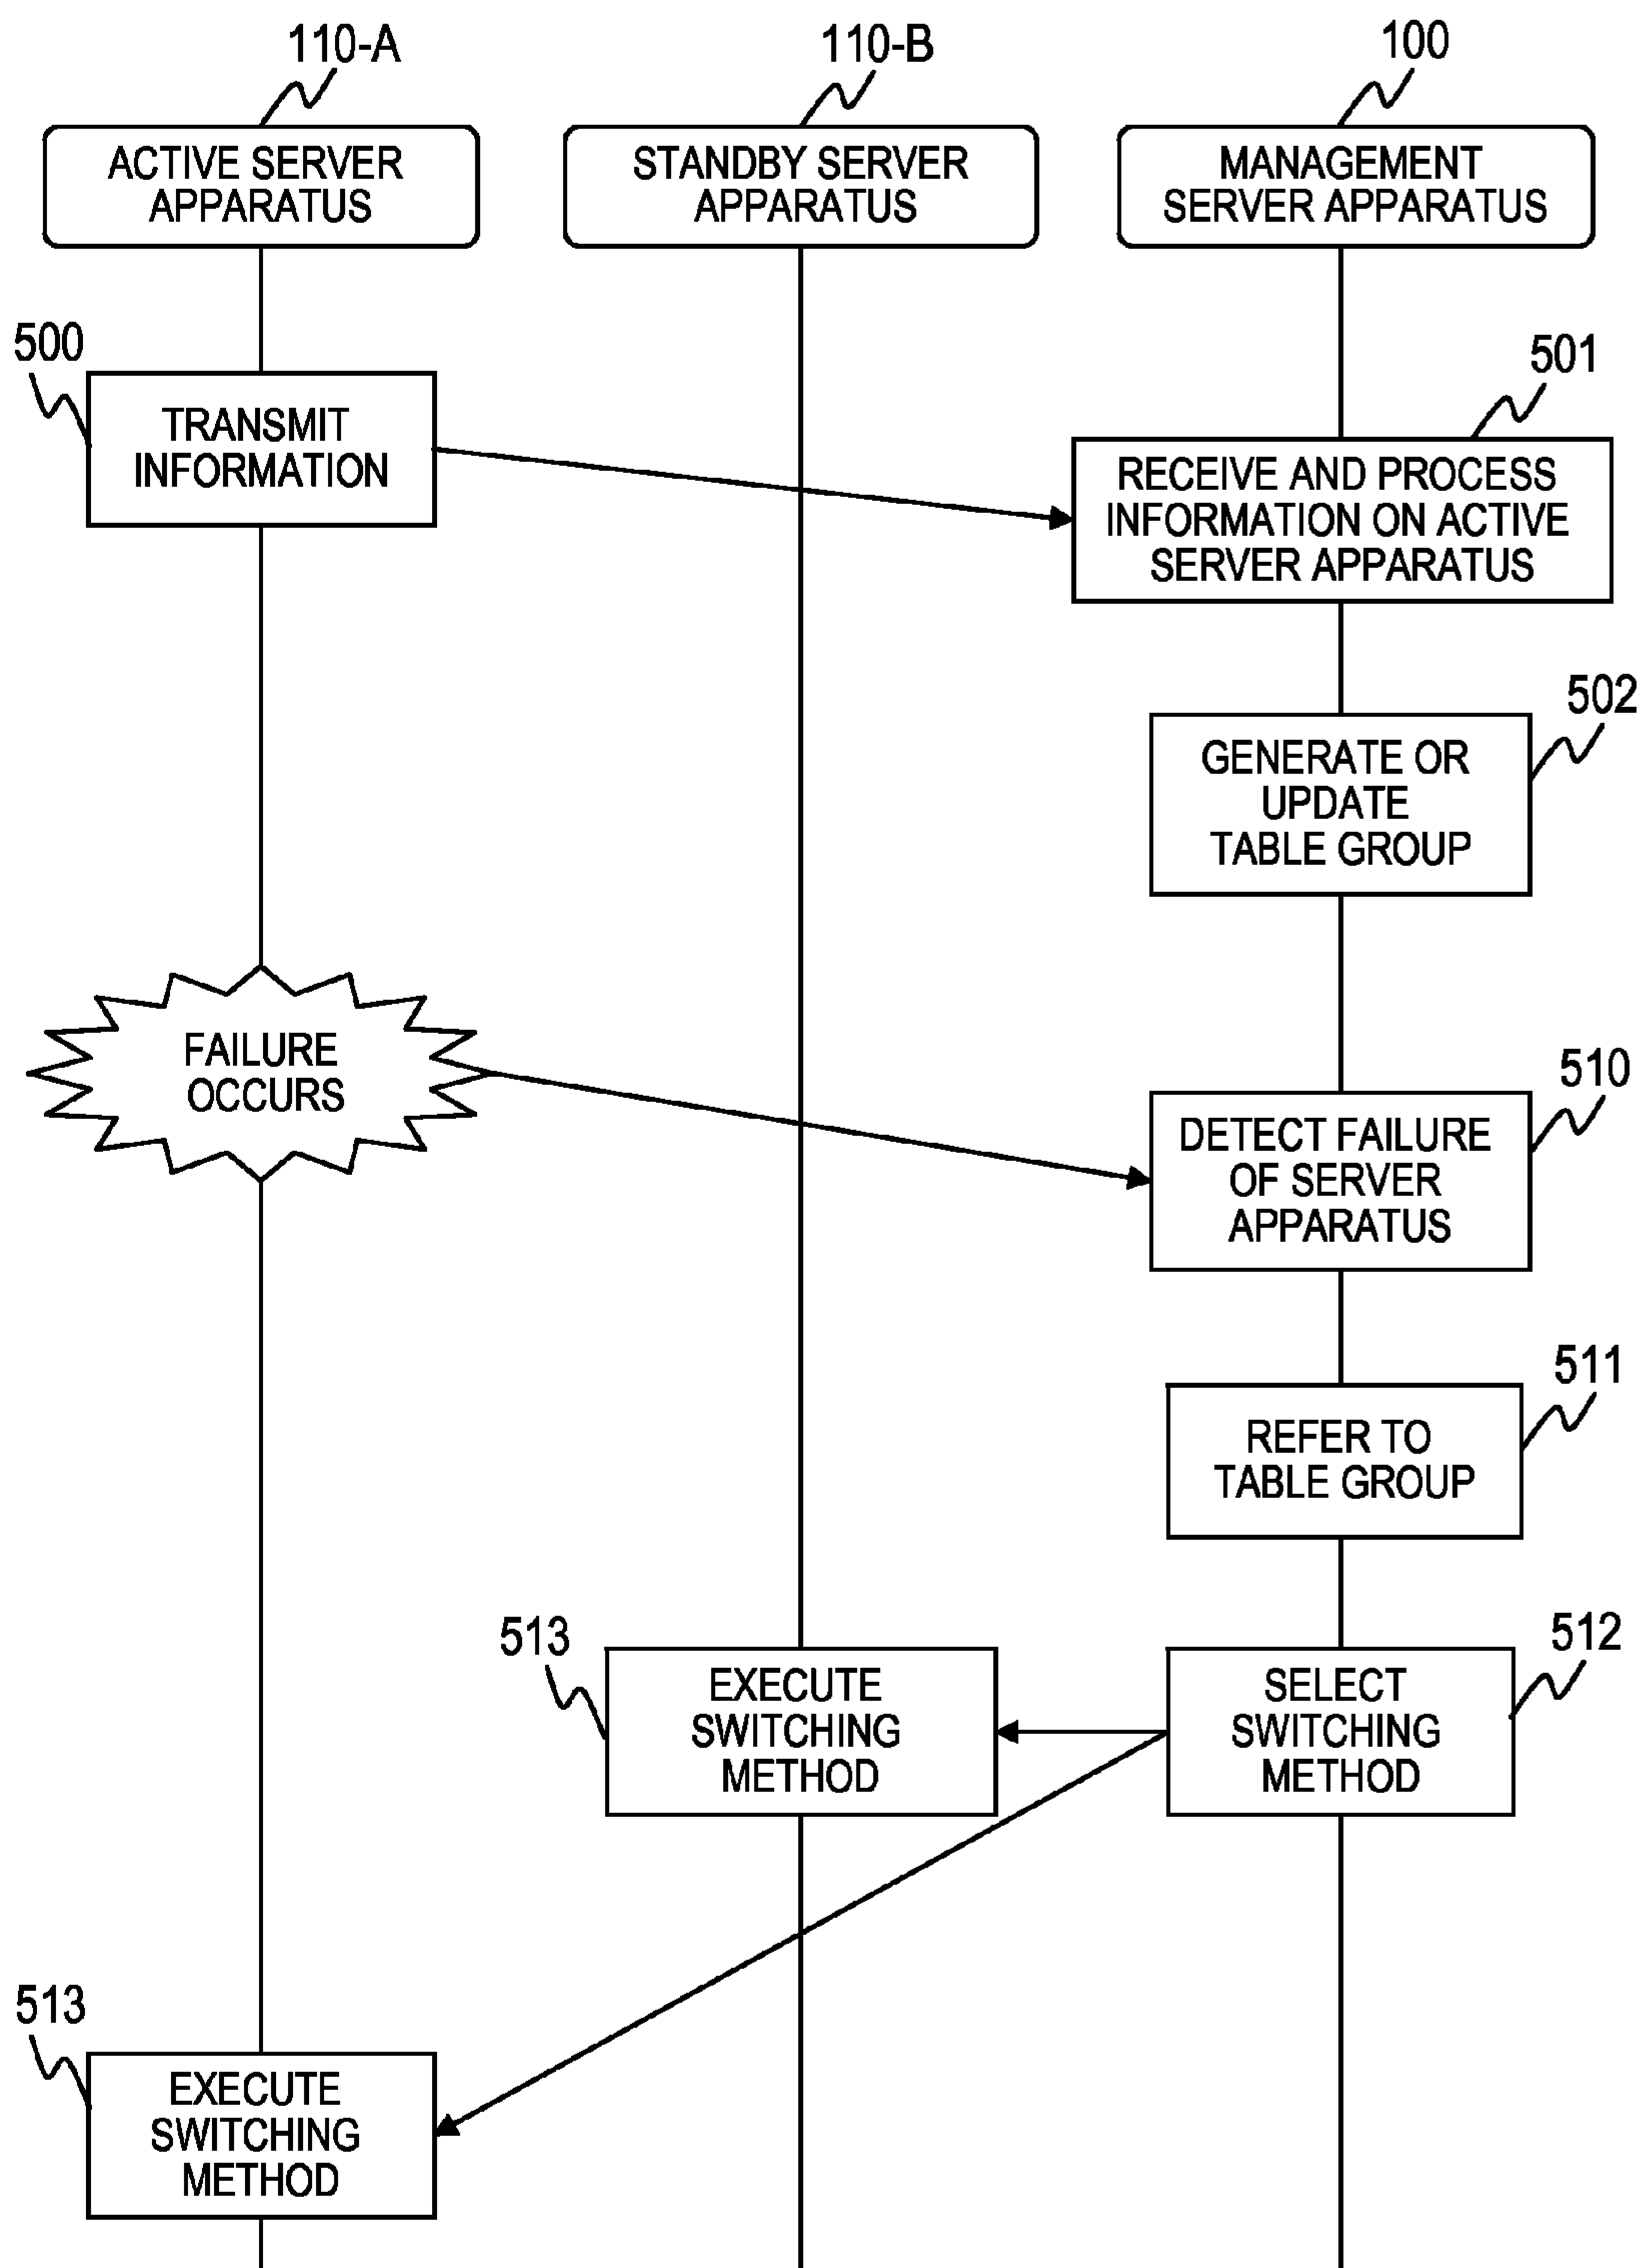 110-A
110-B
100
ACTIVE SERVER
APPARATUS
STANDBY SERVER
APPARATUS
MANAGEMENT
SERVER APPARATUS
500
TRANSMIT
INFORMATION
501
RECEIVE AND PROCESS
INFORMATION ON ACTIVE
SERVER APPARATUS
502
GENERATE OR
UPDATE
TABLE GROUP
FAILURE
OCCURS
510
DETECT FAILURE
OF SERVER
APPARATUS
511
REFER TO
TABLE GROUP
513
EXECUTE
SWITCHING
METHOD
512
SELECT
SWITCHING
METHOD
513
EXECUTE
SWITCHING
METHOD